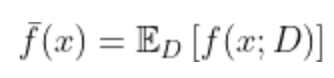 f̄(x) = 𝔼_D [f(x; D)]